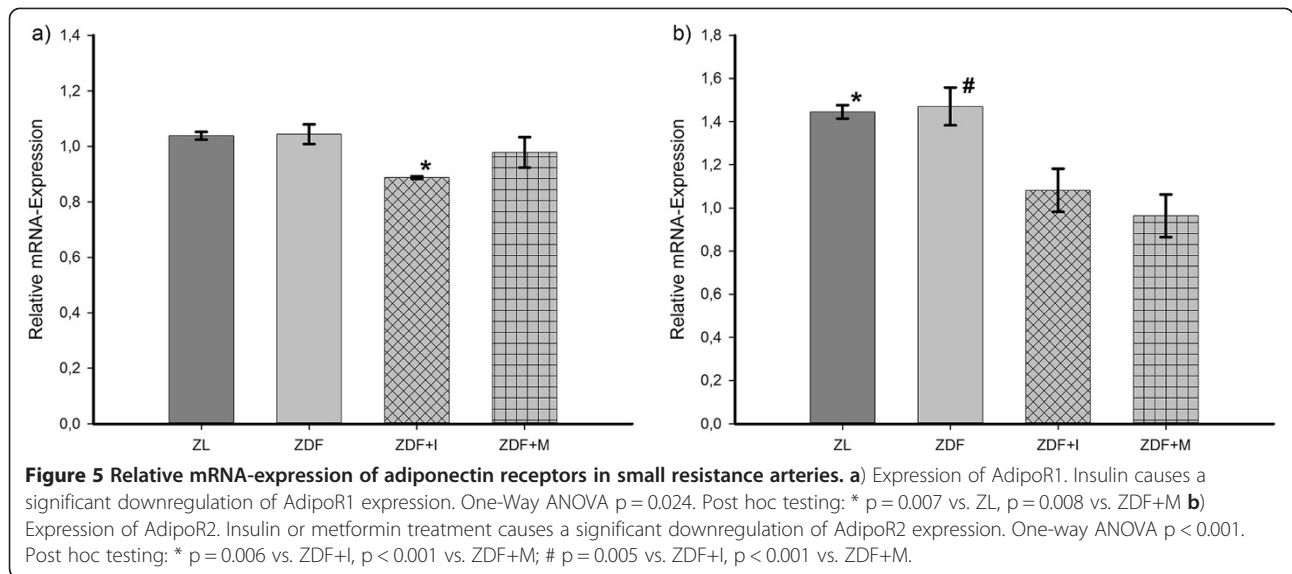 a)
1,4
1,2
1,0
0,8
0,6
0,4
0,2
0,0
Relative mRNA-Expression
*
ZL ZDF ZDF+I ZDF+M
b)
1,8
1,6
1,4
1,2
1,0
0,8
0,6
0,4
0,2
0,0
Relative mRNA-Expression
* #
ZL ZDF ZDF+I ZDF+M
Figure 5 Relative mRNA-expression of adiponectin receptors in small resistance arteries. a) Expression of AdipoR1. Insulin causes a
significant downregulation of AdipoR1 expression. One-Way ANOVA p = 0.024. Post hoc testing: * p = 0.007 vs. ZL, p = 0.008 vs. ZDF+M b)
Expression of AdipoR2. Insulin or metformin treatment causes a significant downregulation of AdipoR2 expression. One-way ANOVA p < 0.001.
Post hoc testing: * p = 0.006 vs. ZDF+I, p < 0.001 vs. ZDF+M; # p = 0.005 vs. ZDF+I, p < 0.001 vs. ZDF+M.